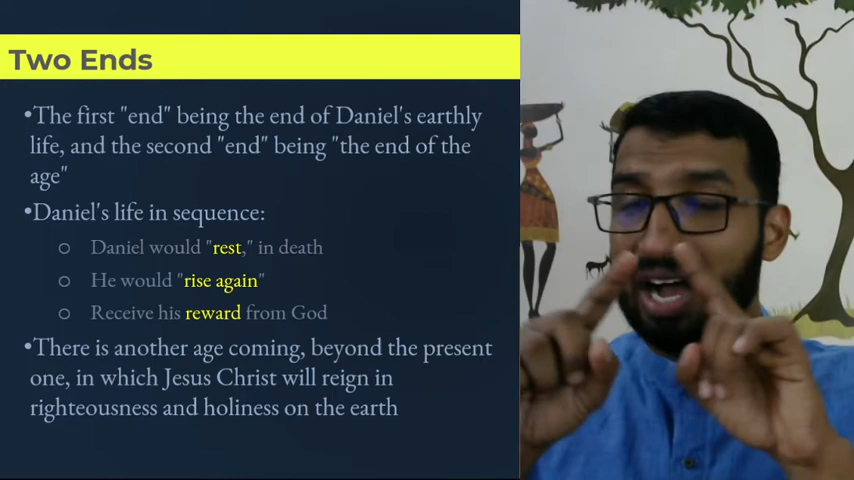 Two Ends
•The first "end" being the end of Daniel's earthly
life, and the second "end" being "the end of the
age"
•Daniel's life in sequence:
○ Daniel would "rest," in death
○ He would "rise again"
○ Receive his reward from God
•There is another age coming, beyond the present
one, in which Jesus Christ will reign in
righteousness and holiness on the earth